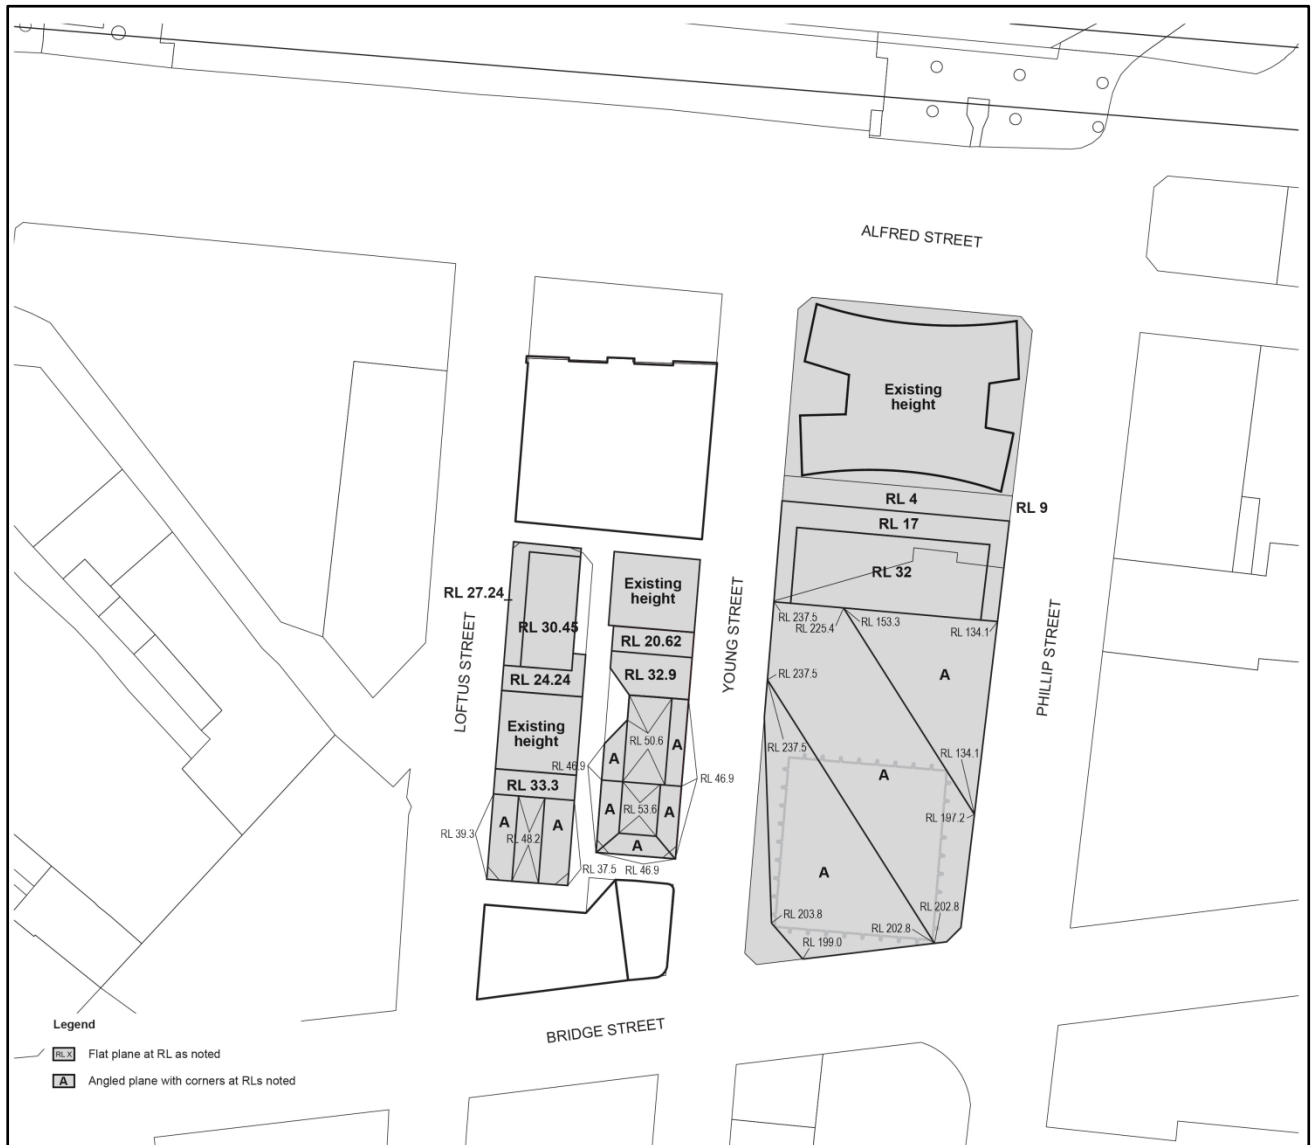 ALFRED STREET
Existing
height
RL 4
RL 9
RL 17
RL 32
Existing
height
RL 27.24
RL 30.45
RL 20.62
RL 24.24
RL 32.9
LOFTUS STREET
YOUNG STREET
PHILLIP STREET
RL 237.5
RL 225.4
RL 153.3
RL 134.1
A
RL 237.5
RL 237.5
RL 134.1
A
RL 197.2
A
RL 203.8
RL 202.8
RL 202.8
RL 199.0
Existing
height
RL 50.6
A
A
RL 46.9
RL 46.9
RL 33.3
RL 53.6
A
A
A
RL 39.3
A
RL 48.2
A
RL 37.5
RL 46.9
BRIDGE STREET
Legend
RL X
Flat plane at RL as noted
A
Angled plane with corners at RLs noted